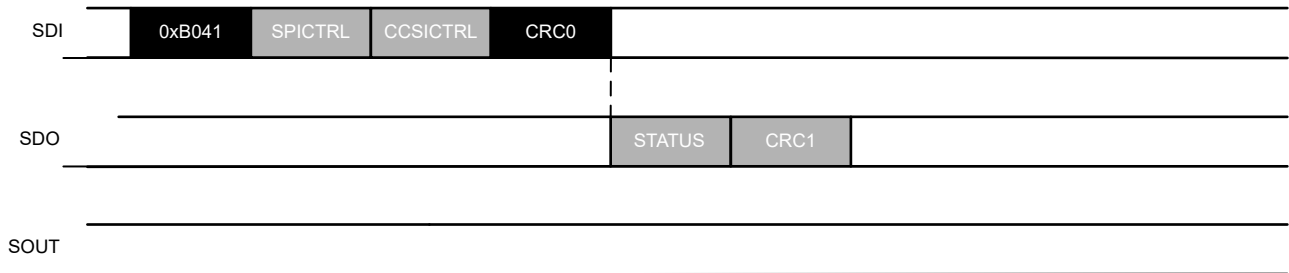 SDI 0xB041 SPICTRL CCSICTRL CRC0
SDO STATUS CRC1
SOUT